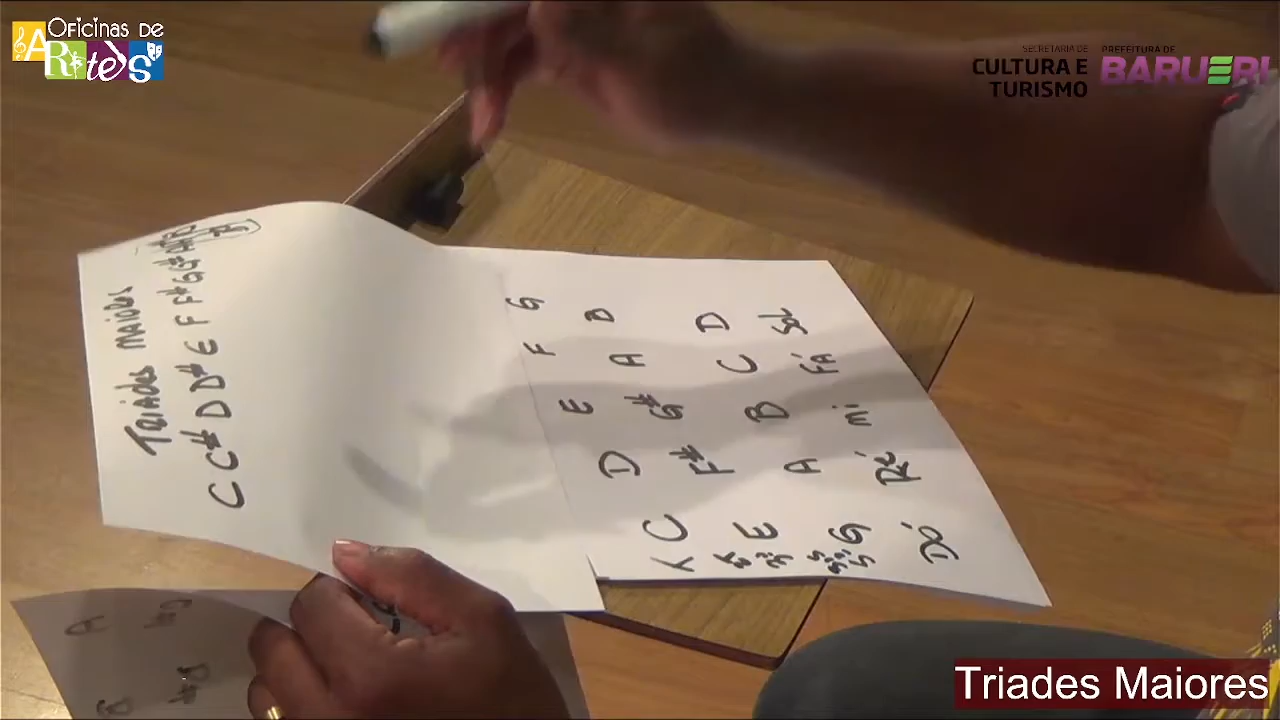 Oficinas de
Artes
SECRETARIA DE
CULTURA E
TURISMO
PREFEITURA DE
BARUERI
Triades maiores
C C# D D# E F F# G G# A A# B
C D E F G
E F# G# A B
G A B C D
Dó Ré mi Fá Sol
A
Triades Maiores